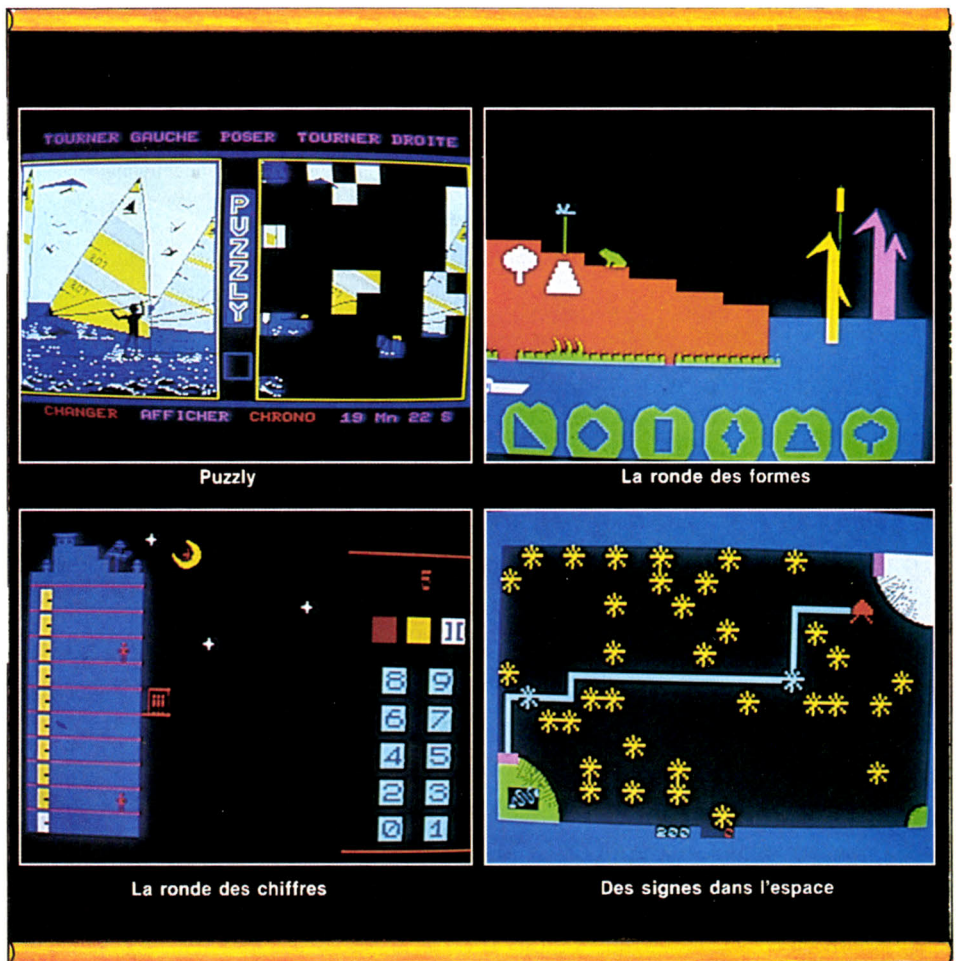 TOURNER GAUCHE POSER TOURNER DROITE
PUZZLY
CHANGER AFFICHER CHRONO 19 Mn 22 S
Puzzly
La ronde des formes
8 9
6 7
4 5
2 3
0 1
La ronde des chiffres
200
Des signes dans l'espace